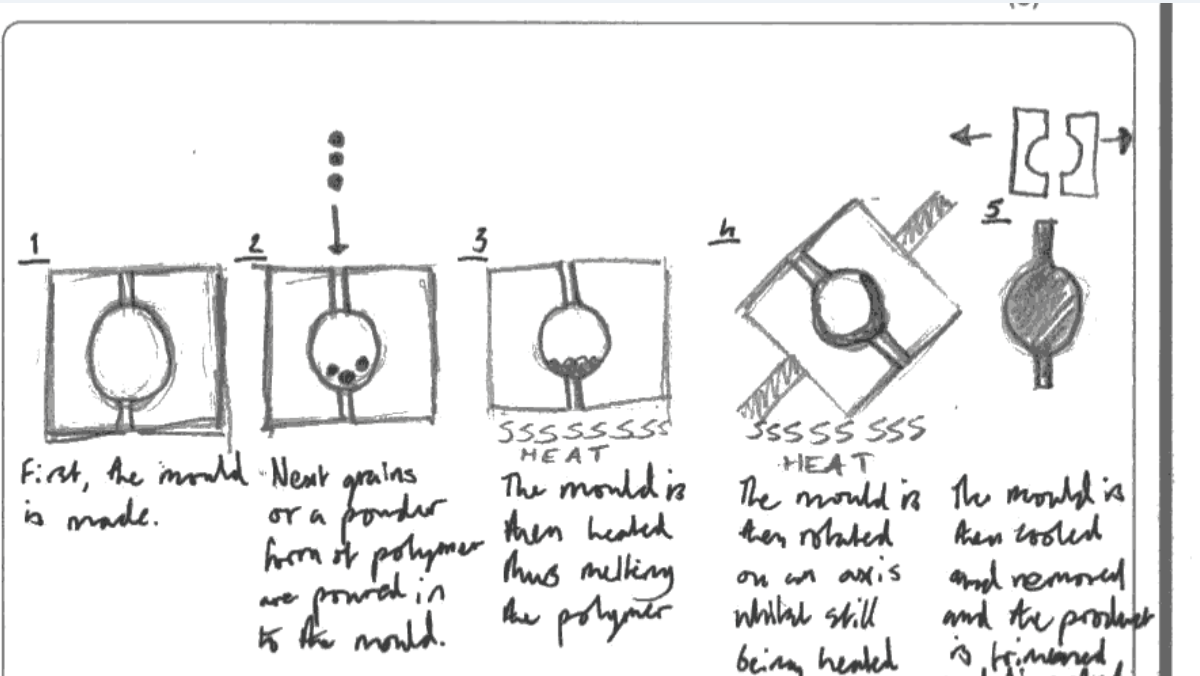 1
First, the mould
is made.
2
Next grains
or a powder
form of polymer
are poured in
to the mould.
3
SSS SSSSS
HEAT
The mould is
then heated
thus melting
the polymer
4
SSSSS SSS
HEAT
The mould is
then rotated
on an axis
whilst still
being heated
5
The mould is
then cooled
and removed
and the product
is trimmed